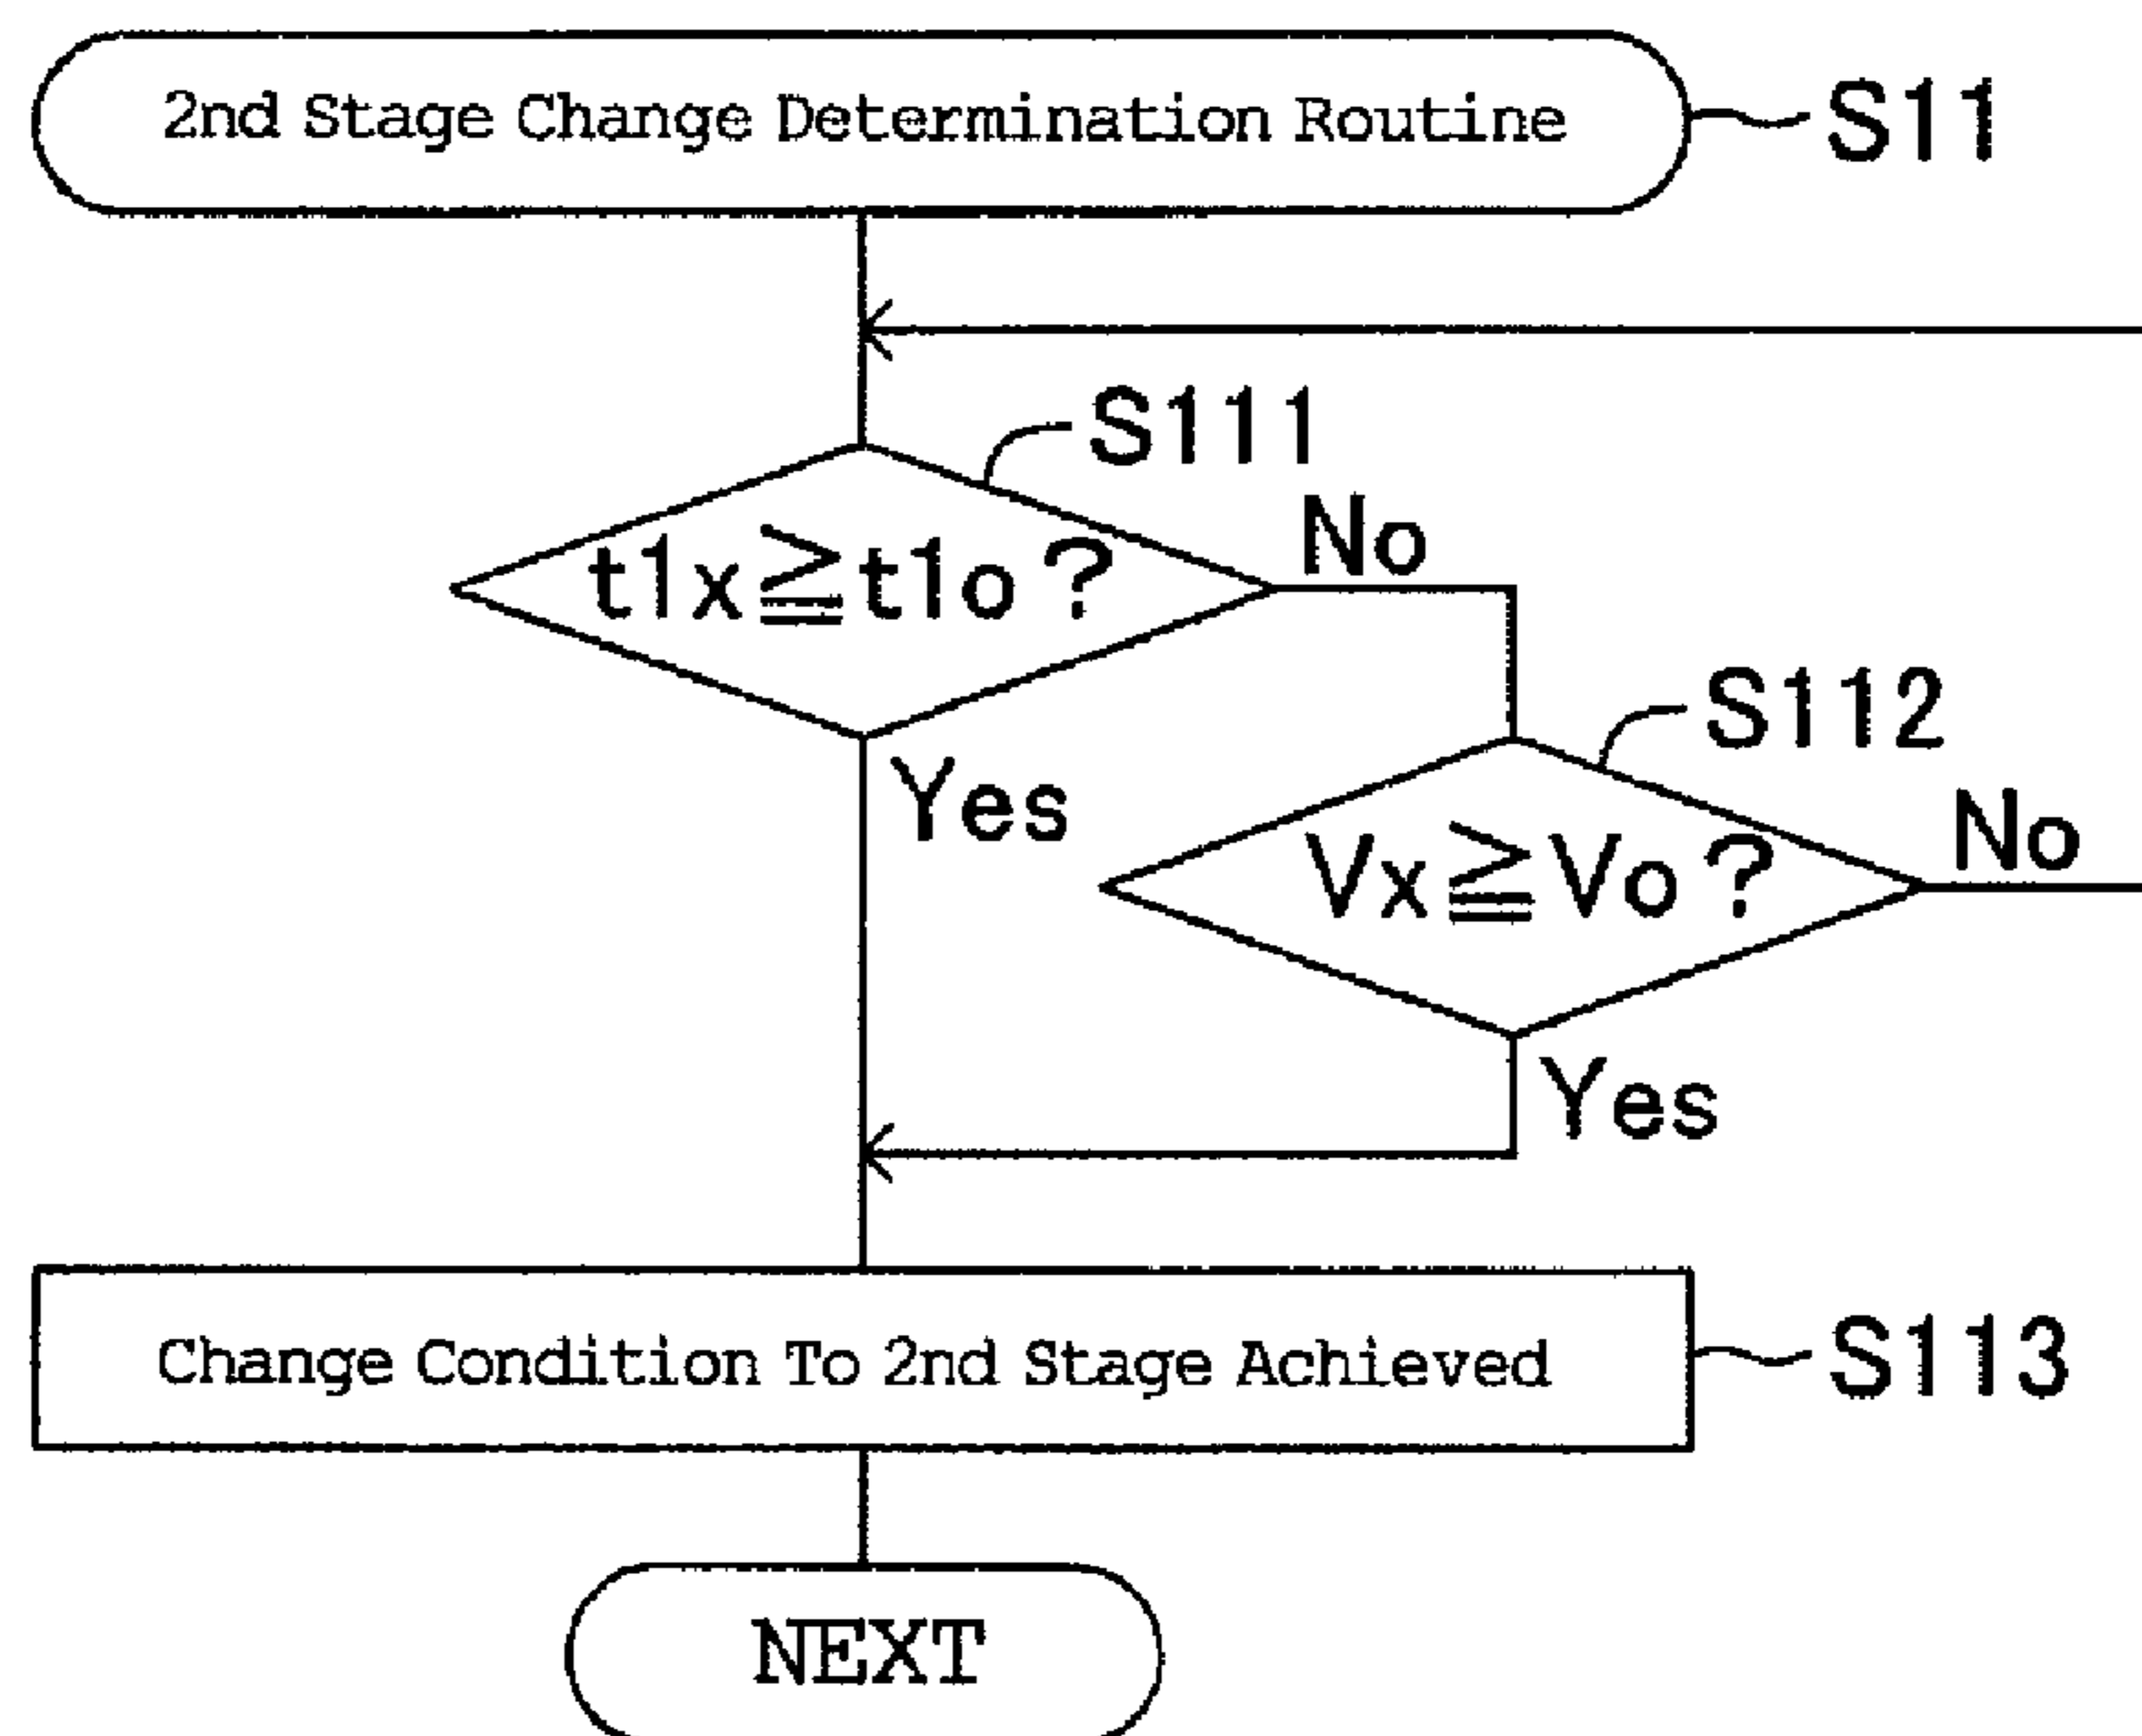 2nd Stage Change Determination Routine
S11
S111
t1x≧t1o?
No
S112
Yes
Vx≧Vo?
No
Yes
Change Condition To 2nd Stage Achieved
S113
NEXT